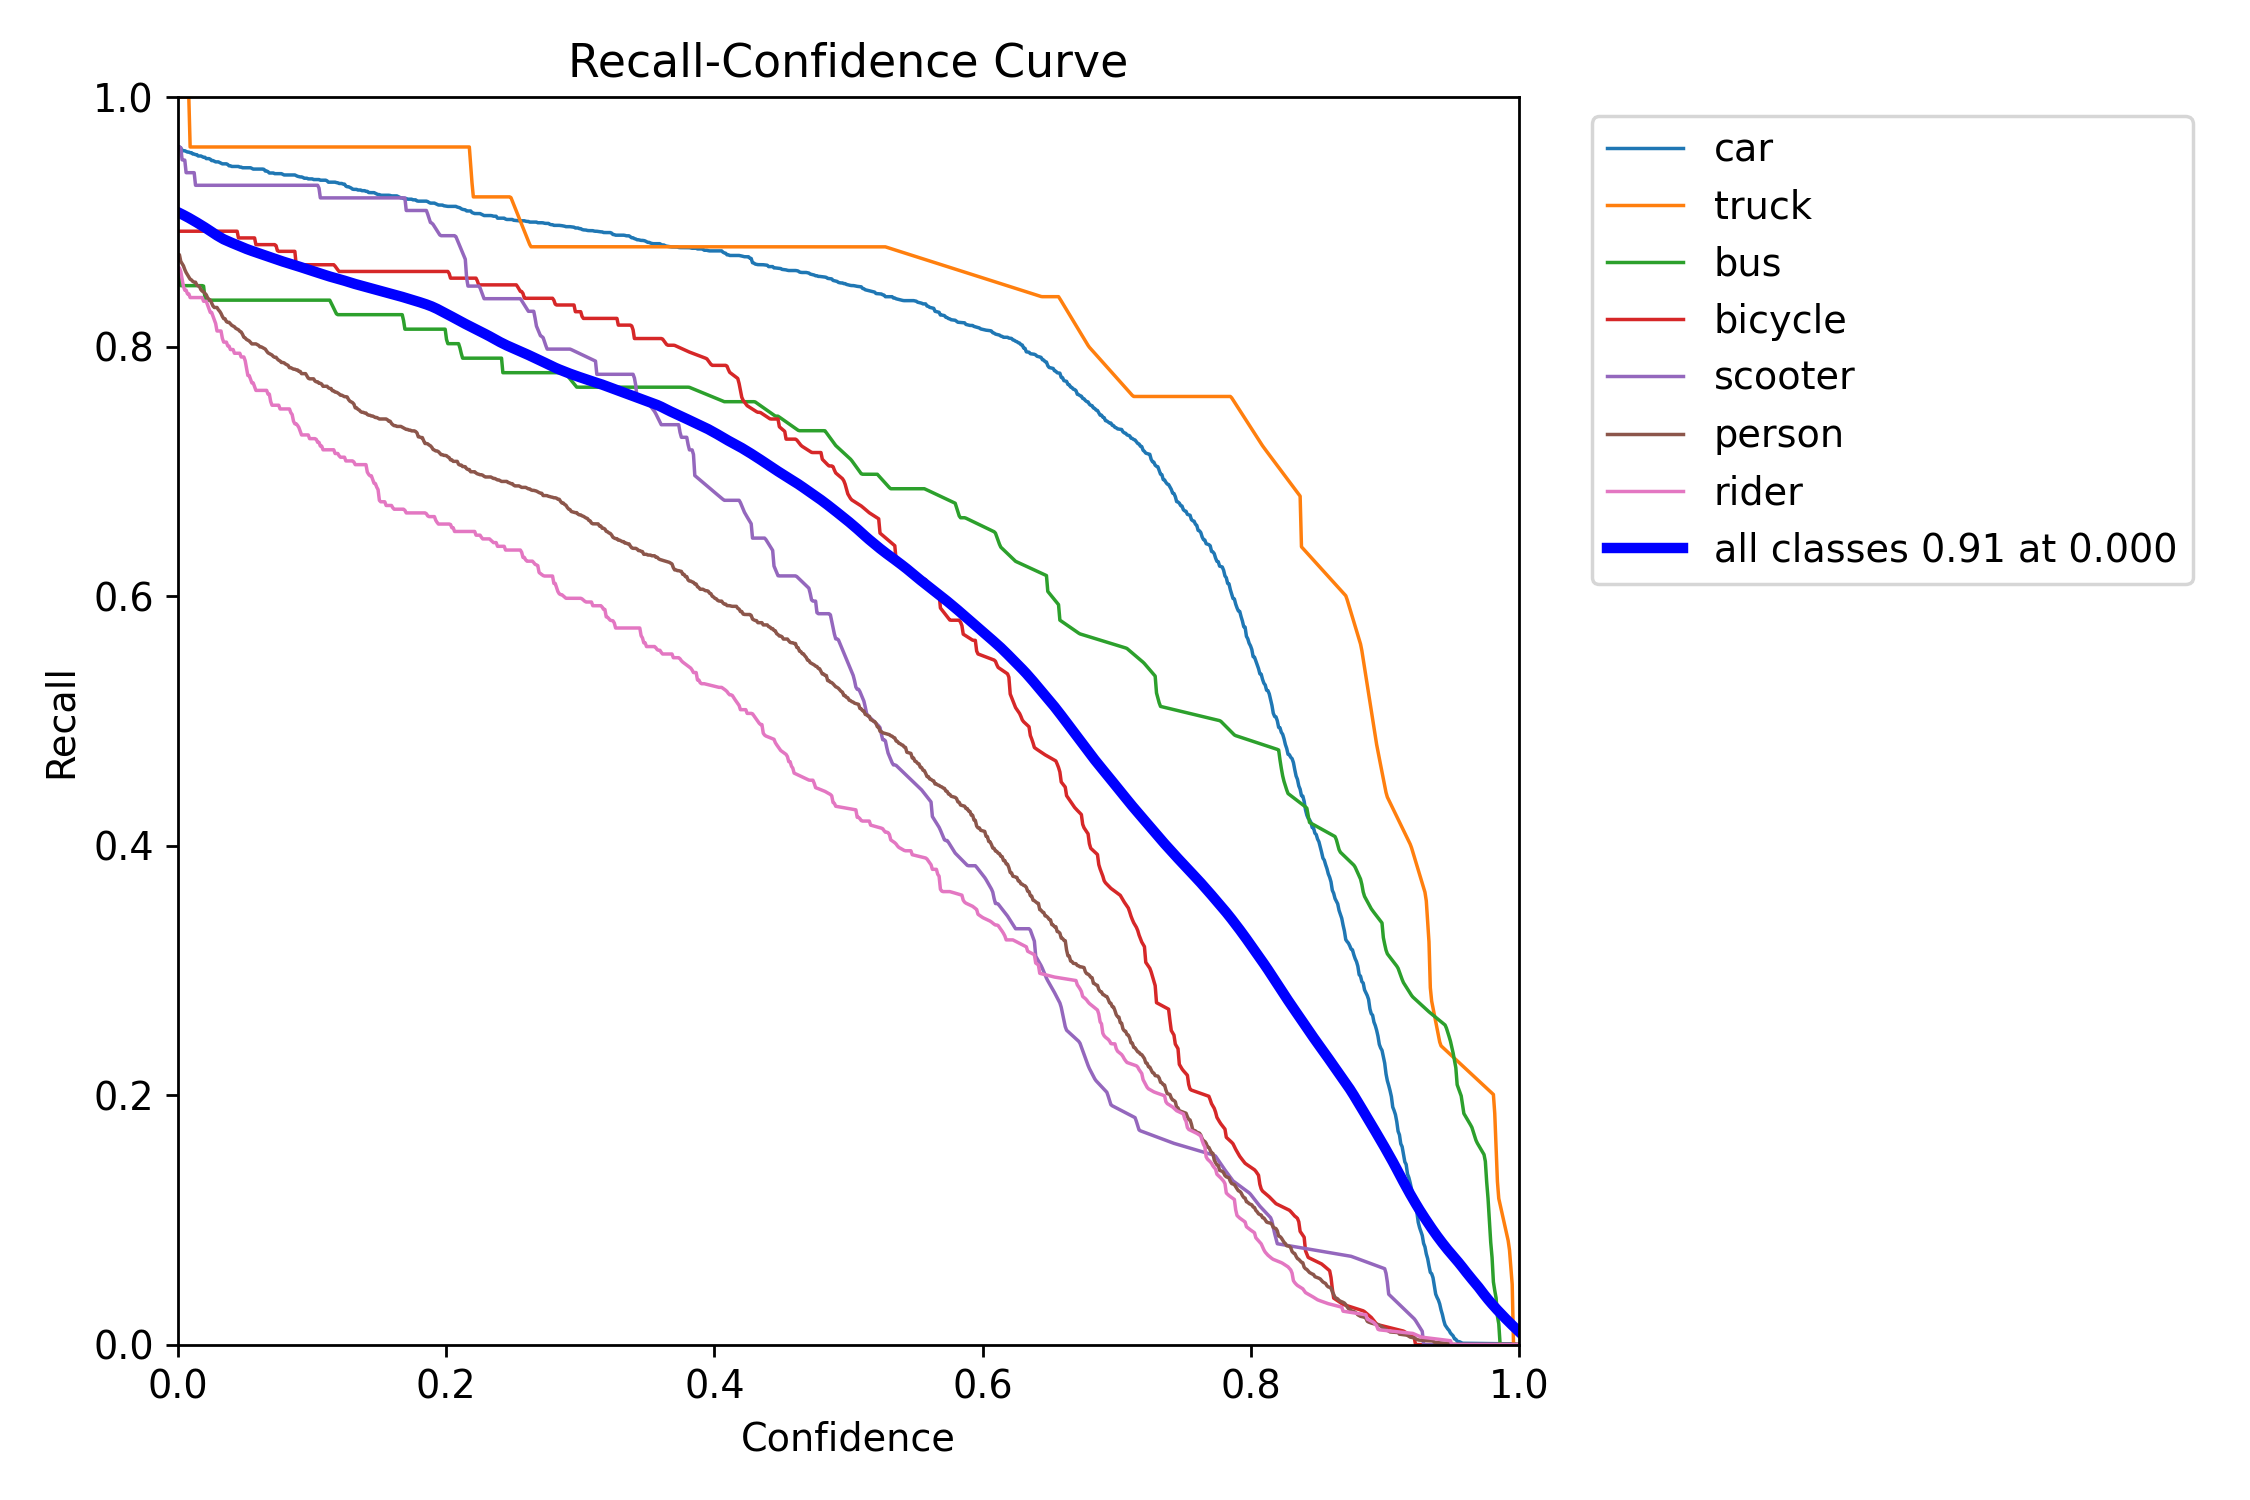 Recall-Confidence Curve
1.0
0.8
0.6
0.4
0.2
0.0
Recall
0.0 0.2 0.4 0.6 0.8 1.0
Confidence
car
truck
bus
bicycle
scooter
person
rider
all classes 0.91 at 0.000